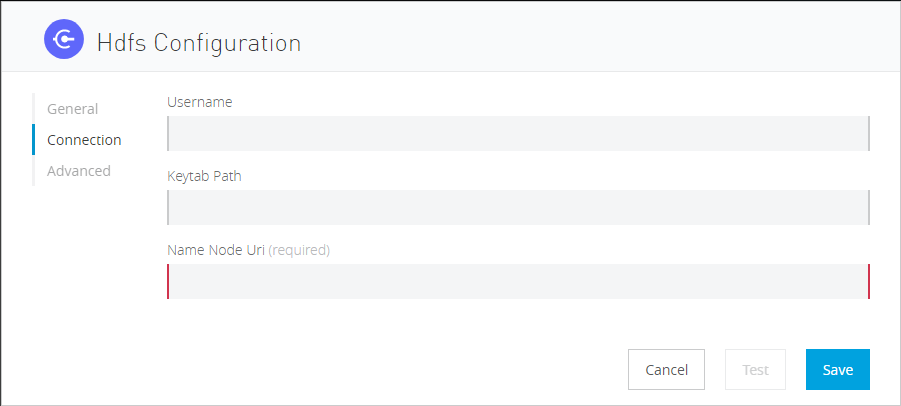 Hdfs Configuration
General
Connection
Advanced
Username
Keytab Path
Name Node Uri (required)
Cancel
Test
Save